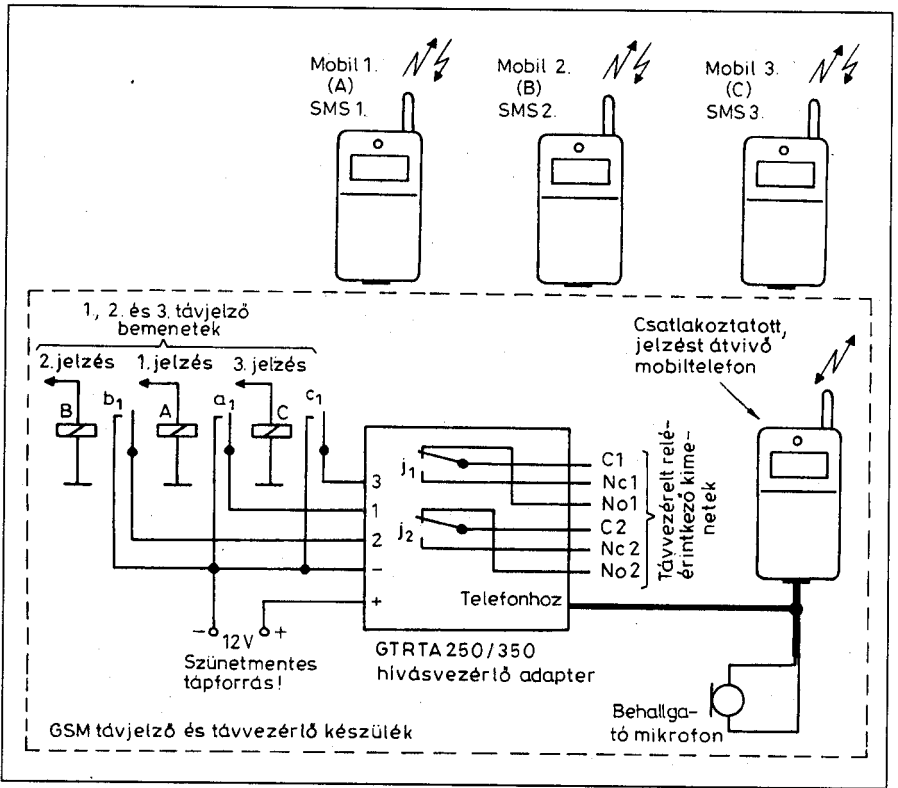 Mobil 1.
(A)
SMS 1.
Mobil 2.
(B)
SMS 2.
Mobil 3.
(C)
SMS 3.
1., 2. és 3. távjelző
bemenetek
2. jelzés
1. jelzés
3. jelzés
B
b1
A
a1
C
c1
Csatlakoztatott,
jelzést átvivő
mobiltelefon
3
1
2
−
+
j1
j2
C1
Nc1
No1
C2
Nc2
No2
Távvezérelt relé-
érintkező kime-
netek
Telefonhoz
− 12V +
Szünetmentes
tápforrás!
GTRTA 250/350
hívásvezérlő adapter
Behallga-
tó mikrofon
GSM távjelző és távvezérlő készülék